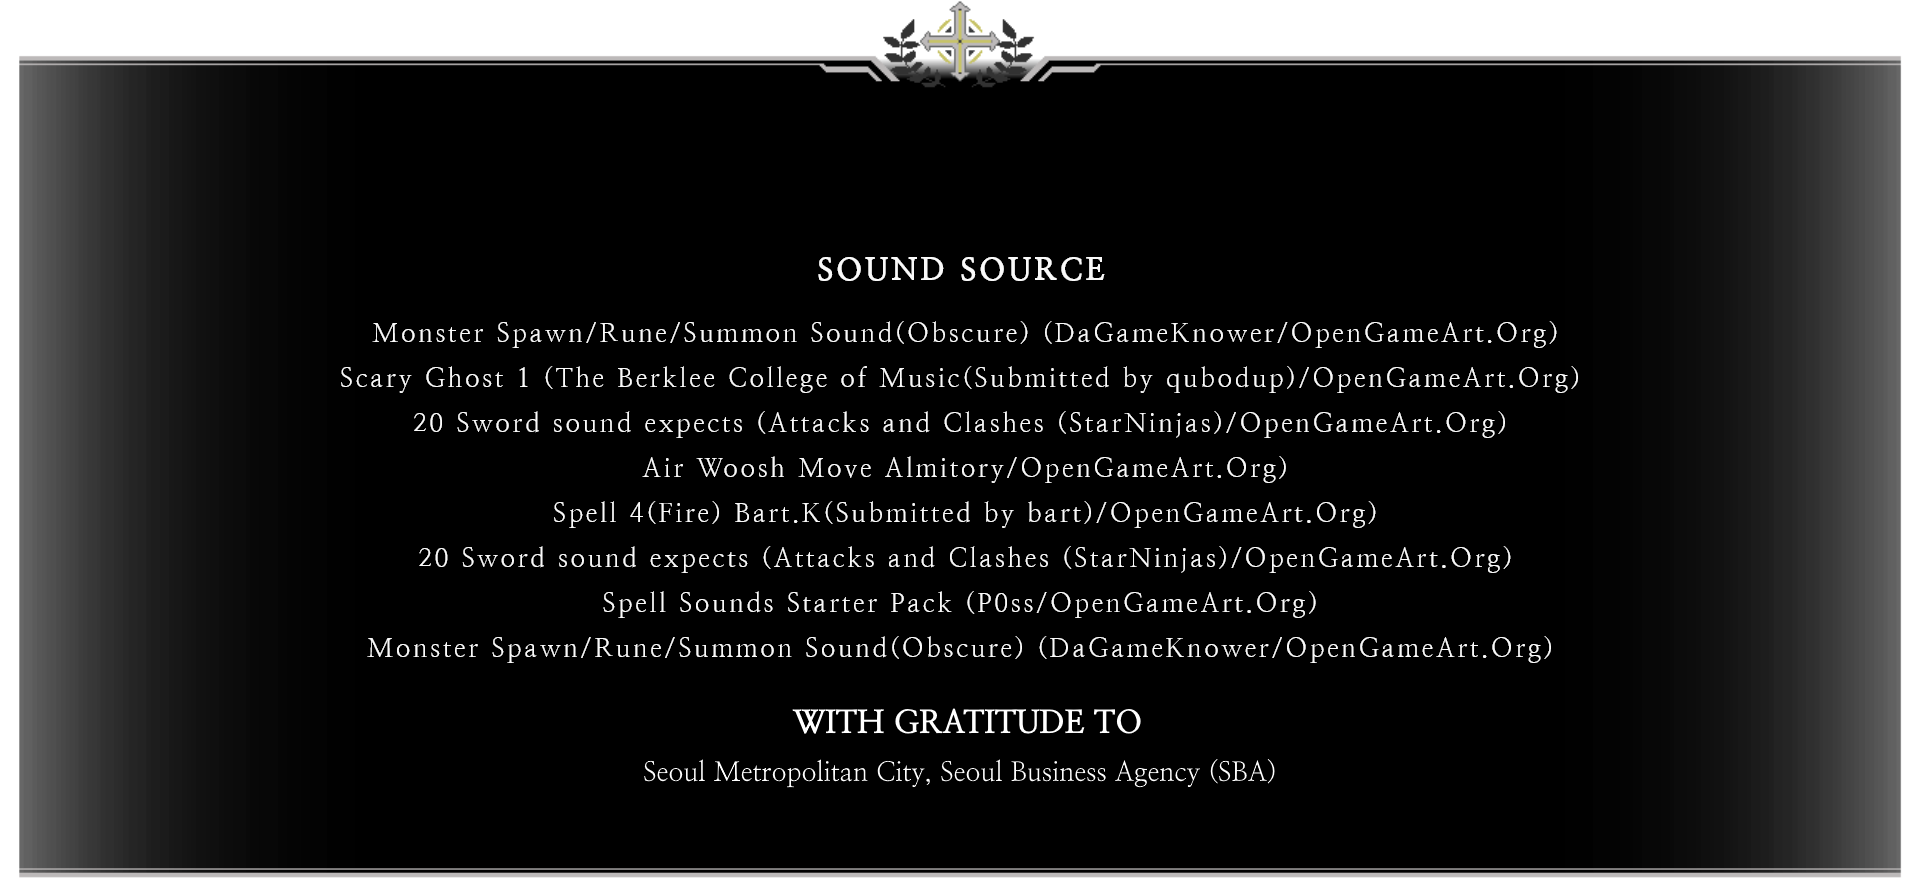 SOUND SOURCE
Monster Spawn/Rune/Summon Sound(Obscure) (DaGameKnower/OpenGameArt.Org)
Scary Ghost 1 (The Berklee College of Music(Submitted by qubodup)/OpenGameArt.Org)
20 Sword sound expects (Attacks and Clashes (StarNinjas)/OpenGameArt.Org)
Air Woosh Move Almitory/OpenGameArt.Org)
Spell 4(Fire) Bart.K(Submitted by bart)/OpenGameArt.Org)
20 Sword sound expects (Attacks and Clashes (StarNinjas)/OpenGameArt.Org)
Spell Sounds Starter Pack (P0ss/OpenGameArt.Org)
Monster Spawn/Rune/Summon Sound(Obscure) (DaGameKnower/OpenGameArt.Org)
WITH GRATITUDE TO
Seoul Metropolitan City, Seoul Business Agency (SBA)